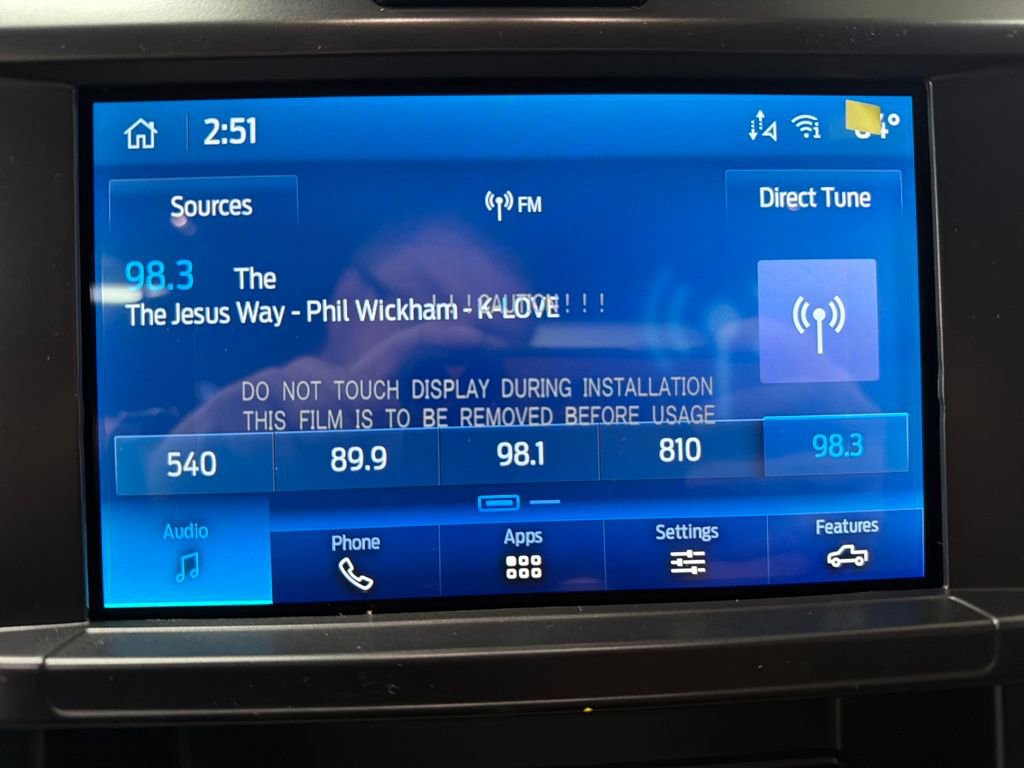 2:51
Sources
FM
Direct Tune
98.3 The
The Jesus Way - Phil Wickham - K-LOVE
! ! ! CAUTION ! ! !
DO NOT TOUCH DISPLAY DURING INSTALLATION
THIS FILM IS TO BE REMOVED BEFORE USAGE
540 89.9 98.1 810 98.3
Audio Phone Apps Settings Features